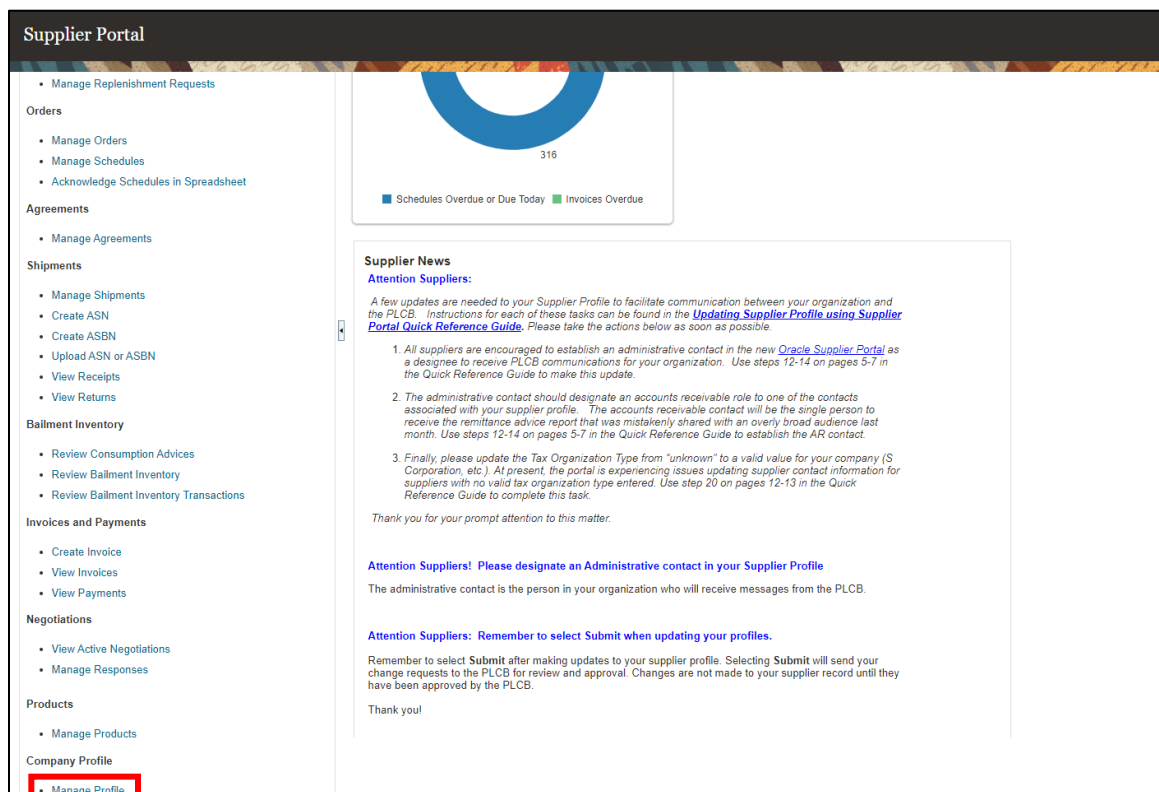 Supplier Portal
• Manage Replenishment Requests
Orders
• Manage Orders
• Manage Schedules
• Acknowledge Schedules in Spreadsheet
Agreements
• Manage Agreements
Shipments
• Manage Shipments
• Create ASN
• Create ASBN
• Upload ASN or ASBN
• View Receipts
• View Returns
Bailment Inventory
• Review Consumption Advices
• Review Bailment Inventory
• Review Bailment Inventory Transactions
Invoices and Payments
• Create Invoice
• View Invoices
• View Payments
Negotiations
• View Active Negotiations
• Manage Responses
Products
• Manage Products
Company Profile
• Manage Profile
316
Schedules Overdue or Due Today Invoices Overdue
Supplier News
Attention Suppliers:
A few updates are needed to your Supplier Profile to facilitate communication between your organization and
the PLCB. Instructions for each of these tasks can be found in the Updating Supplier Profile using Supplier
Portal Quick Reference Guide. Please take the actions below as soon as possible.
1. All suppliers are encouraged to establish an administrative contact in the new Oracle Supplier Portal as
a designee to receive PLCB communications for your organization. Use steps 12-14 on pages 5-7 in
the Quick Reference Guide to make this update.
2. The administrative contact should designate an accounts receivable role to one of the contacts
associated with your supplier profile. The accounts receivable contact will be the single person to
receive the remittance advice report that was mistakenly shared with an overly broad audience last
month. Use steps 12-14 on pages 5-7 in the Quick Reference Guide to establish the AR contact.
3. Finally, please update the Tax Organization Type from "unknown" to a valid value for your company (S
Corporation, etc.). At present, the portal is experiencing issues updating supplier contact information for
suppliers with no valid tax organization type entered. Use step 20 on pages 12-13 in the Quick
Reference Guide to complete this task.
Thank you for your prompt attention to this matter.
Attention Suppliers! Please designate an Administrative contact in your Supplier Profile
The administrative contact is the person in your organization who will receive messages from the PLCB.
Attention Suppliers: Remember to select Submit when updating your profiles.
Remember to select Submit after making updates to your supplier profile. Selecting Submit will send your
change requests to the PLCB for review and approval. Changes are not made to your supplier record until they
have been approved by the PLCB.
Thank you!